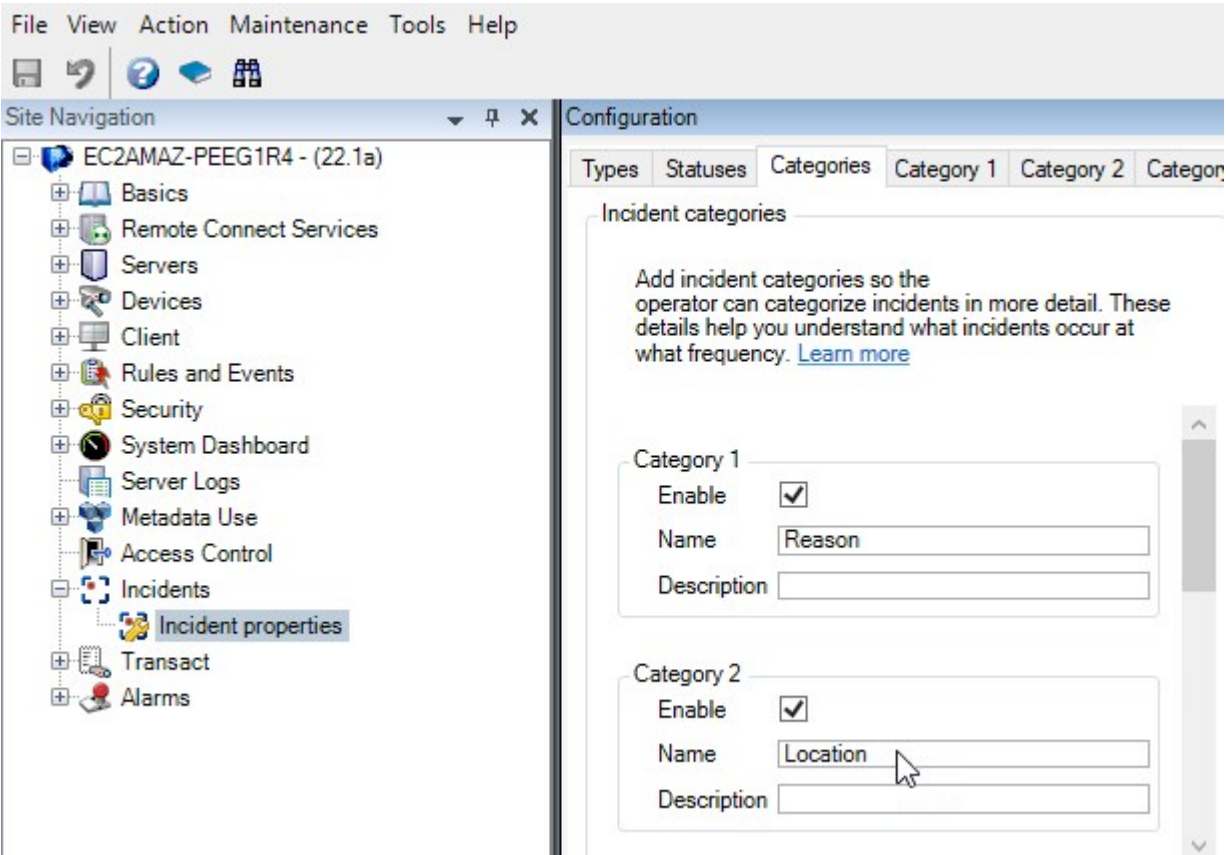 File View Action Maintenance Tools Help
Site Navigation
EC2AMAZ-PEEG1R4 - (22.1a)
Basics
Remote Connect Services
Servers
Devices
Client
Rules and Events
Security
System Dashboard
Server Logs
Metadata Use
Access Control
Incidents
Incident properties
Transact
Alarms
Configuration
Types Statuses Categories Category 1 Category 2 Category
Incident categories
Add incident categories so the
operator can categorize incidents in more detail. These
details help you understand what incidents occur at
what frequency. Learn more
Category 1
Enable
Name Reason
Description
Category 2
Enable
Name Location
Description